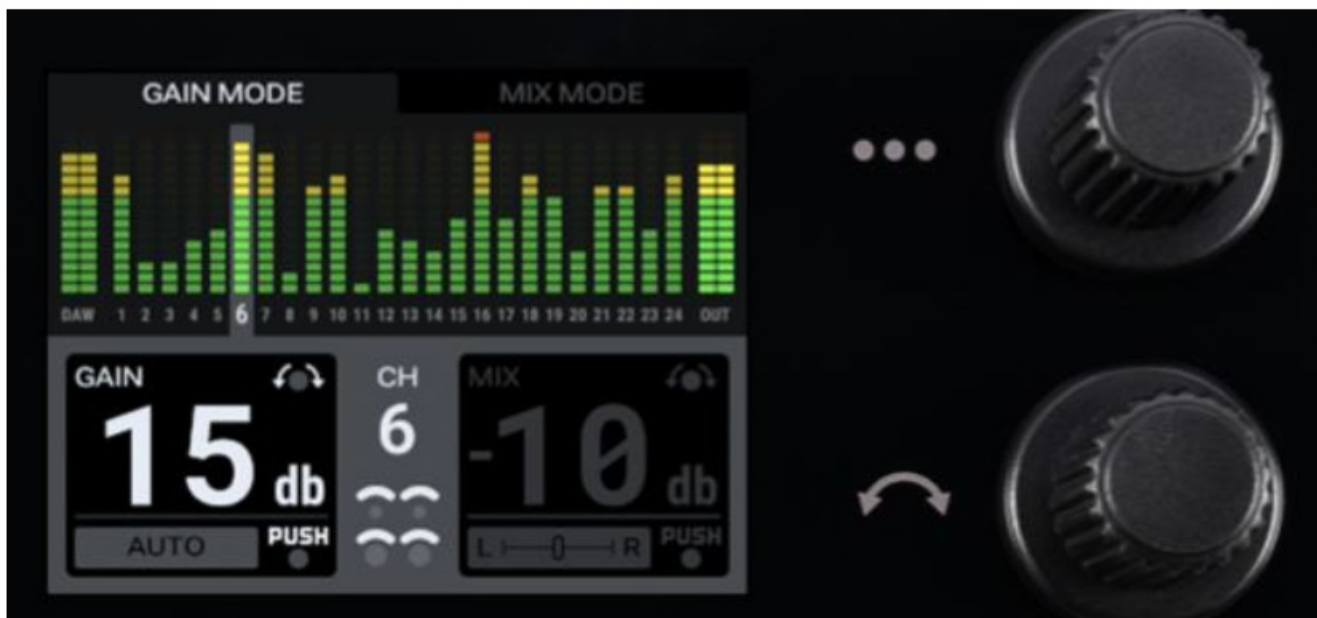 GAIN MODE MIX MODE
DAW 1 2 3 4 5 6 7 8 9 10 11 12 13 14 15 16 17 18 19 20 21 22 23 24 OUT
GAIN CH MIX
15 db 6 -10 db
AUTO PUSH L R PUSH